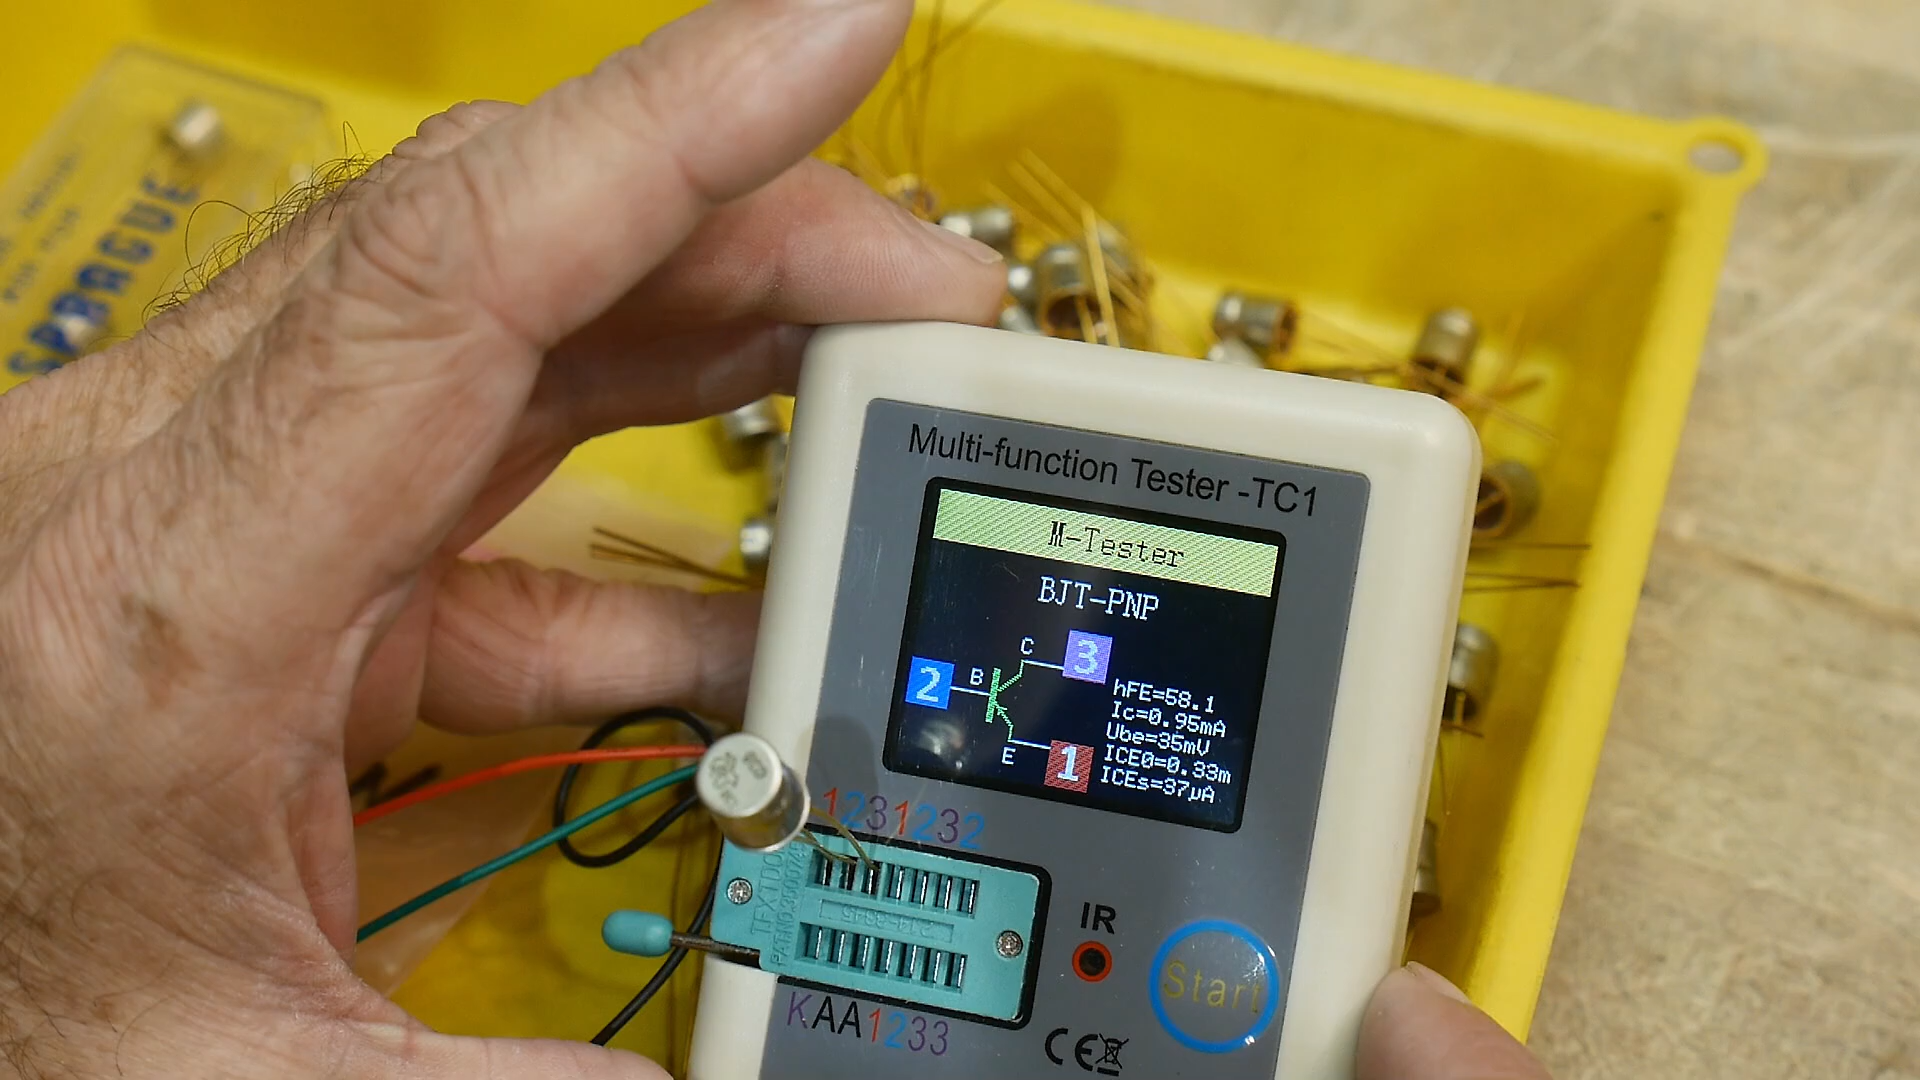 SPRAGUE
Multi-function Tester -TC1
M-Tester
BJT-PNP
C 3
2 B
E 1
hFE=58.1
Ic=0.95mA
Ube=35mV
ICE0=0.33m
ICEs=37µA
1231232
KAA1233
IR
Start
CE